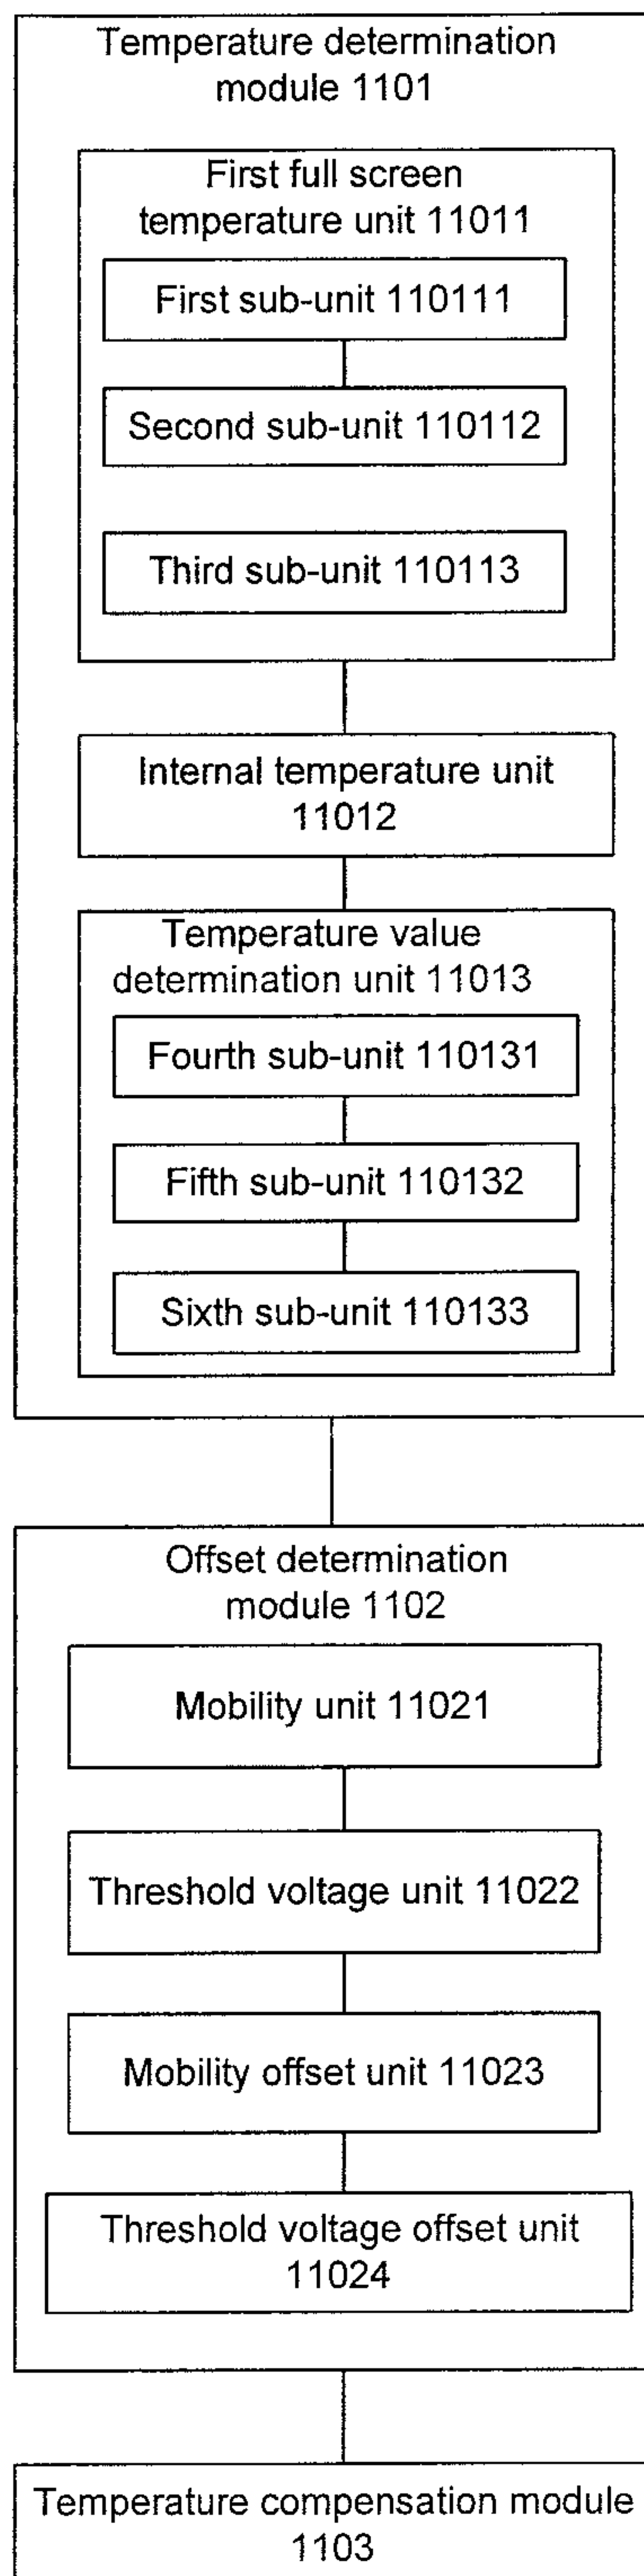 Temperature determination
module 1101
First full screen
temperature unit 11011
First sub-unit 110111
Second sub-unit 110112
Third sub-unit 110113
Internal temperature unit
11012
Temperature value
determination unit 11013
Fourth sub-unit 110131
Fifth sub-unit 110132
Sixth sub-unit 110133
Offset determination
module 1102
Mobility unit 11021
Threshold voltage unit 11022
Mobility offset unit 11023
Threshold voltage offset unit
11024
Temperature compensation module
1103